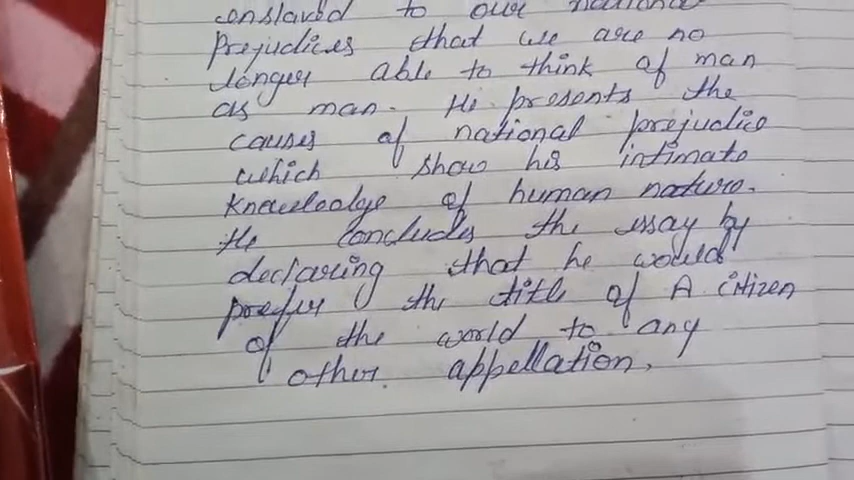 enslaved to our national
prejudices that we are no
longer able to think of man
as man. He presents the
causes of national prejudice
which show his intimate
knowledge of human nature.
He concludes the essay by
declaring that he would
prefer the title of A citizen
of the world to any
other appellation.